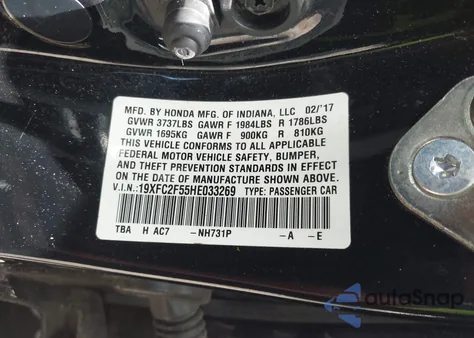 MFD. BY HONDA MFG. OF INDIANA, LLC 02/'17
GVWR 3737LBS GAWR F 1984LBS R 1786LBS
GVWR 1695KG GAWR F 900KG R 810KG
THIS VEHICLE CONFORMS TO ALL APPLICABLE
FEDERAL MOTOR VEHICLE SAFETY, BUMPER,
AND THEFT PREVENTION STANDARDS IN EFFECT
ON THE DATE OF MANUFACTURE SHOWN ABOVE.
V.I.N.:19XFC2F55HE033269 TYPE: PASSENGER CAR
TBA H AC7 -NH731P -A -E
autoSnap